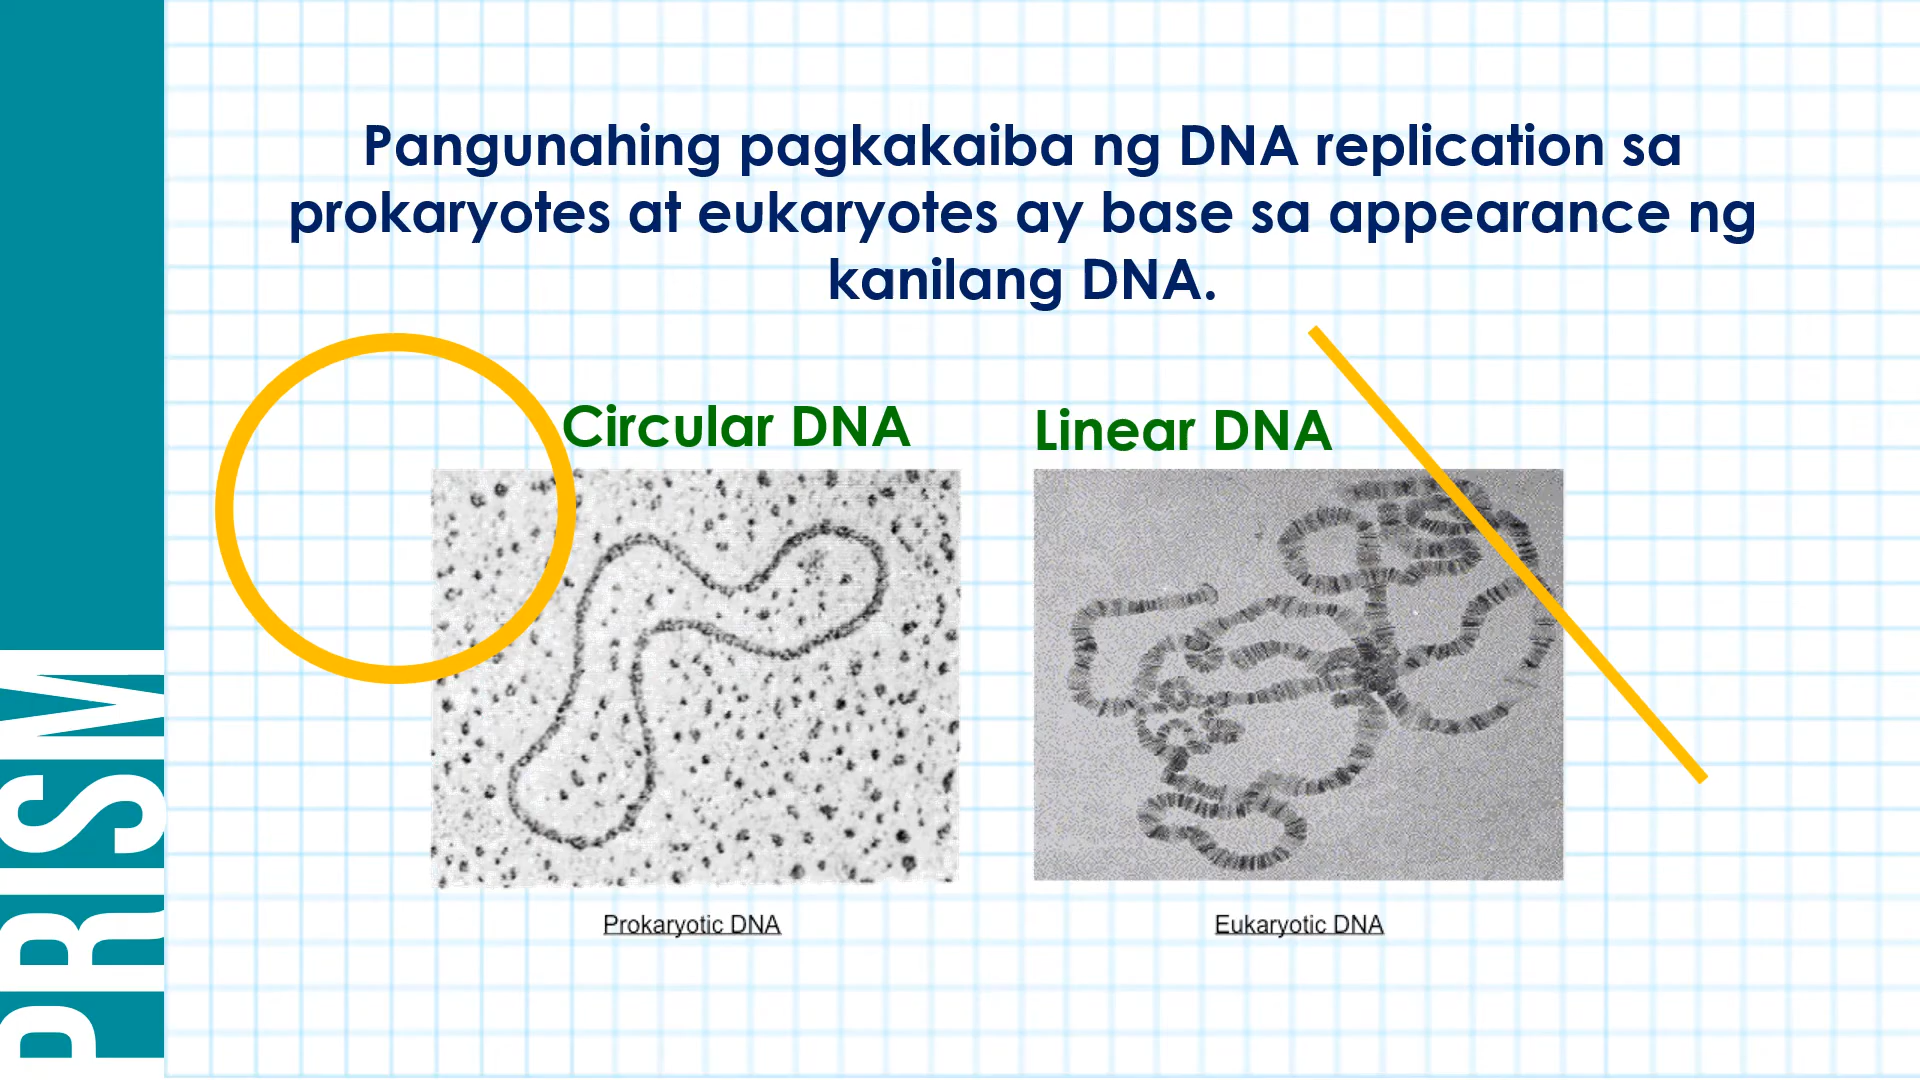 Pangunahing pagkakaiba ng DNA replication sa
prokaryotes at eukaryotes ay base sa appearance ng
kanilang DNA.
Circular DNA
Linear DNA
Prokaryotic DNA
Eukaryotic DNA
PRISM